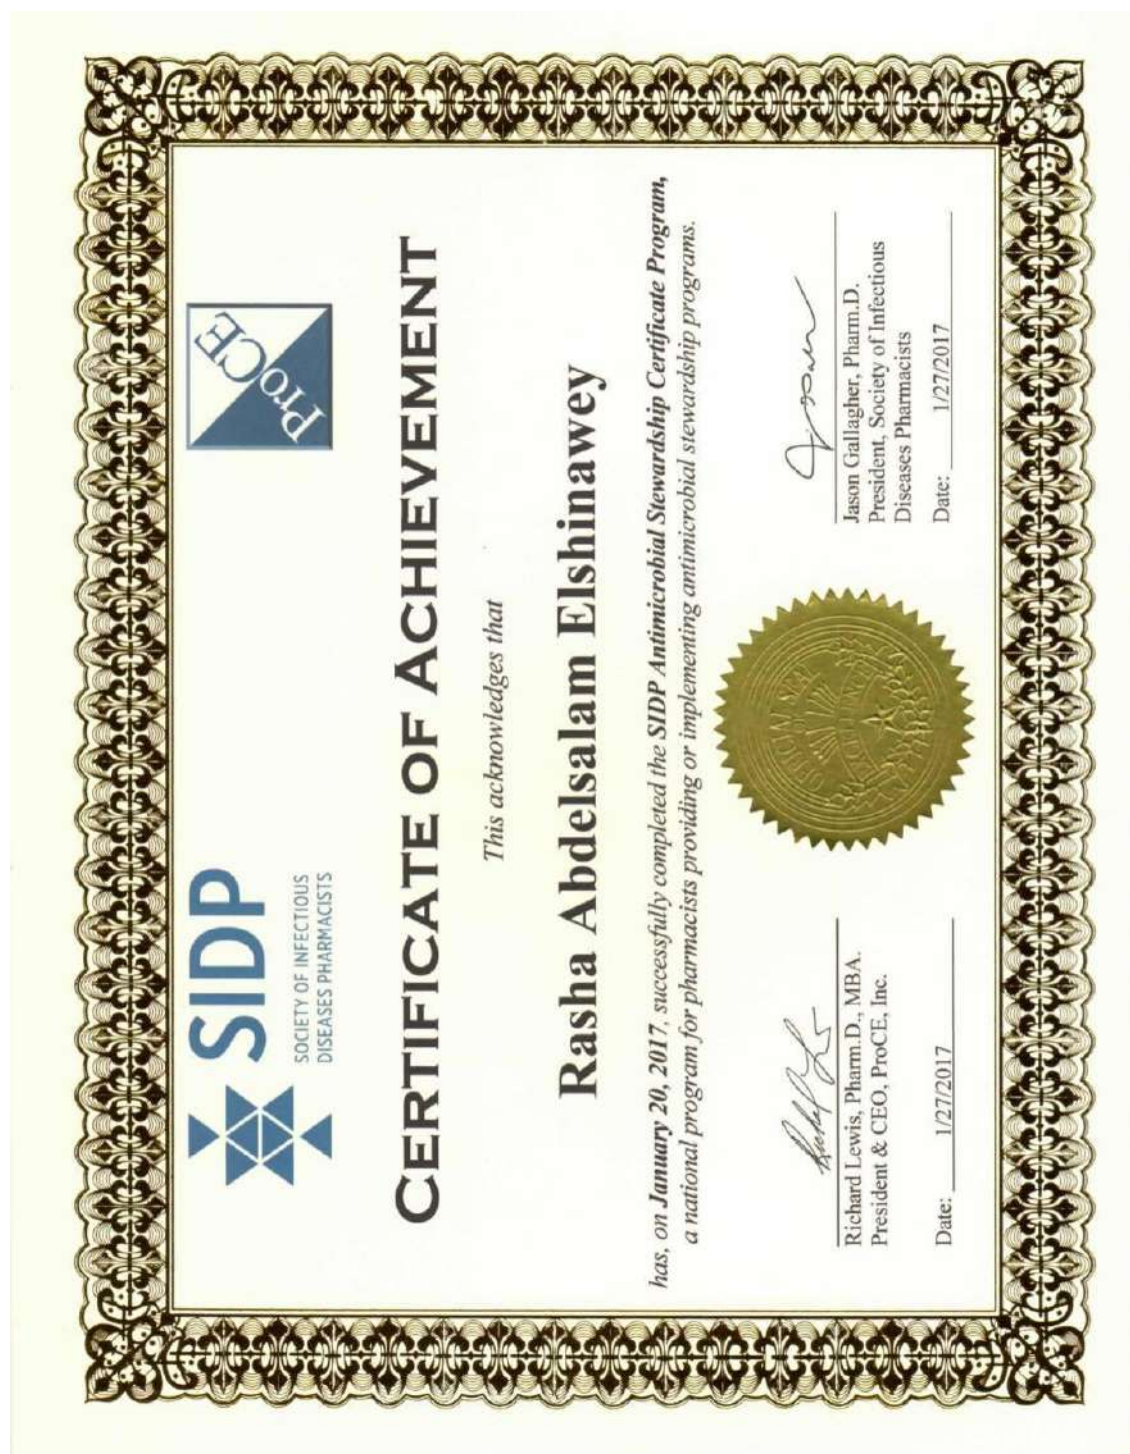 SIDP
SOCIETY OF INFECTIOUS
DISEASES PHARMACISTS
ProCE
CERTIFICATE OF ACHIEVEMENT
This acknowledges that
Rasha Abdelsalam Elshinawey
has, on January 20, 2017, successfully completed the SIDP Antimicrobial Stewardship Certificate Program,
a national program for pharmacists providing or implementing antimicrobial stewardship programs.
Richard Lewis, Pharm.D., MBA.
President & CEO, ProCE, Inc.
Date: 1/27/2017
OFFICIAL SEAL
Jason Gallagher, Pharm.D.
President, Society of Infectious
Diseases Pharmacists
Date: 1/27/2017